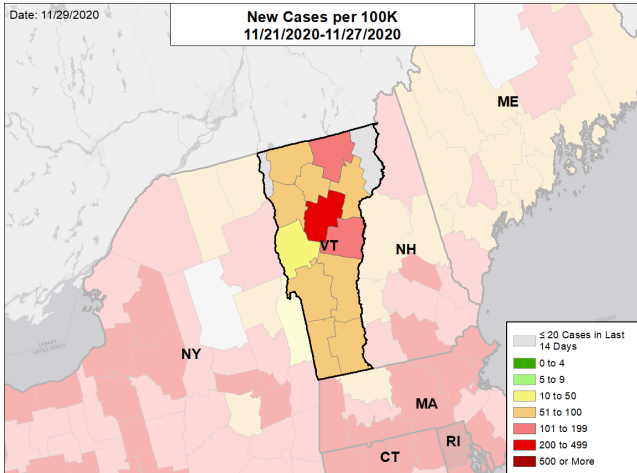 Date: 11/29/2020
New Cases per 100K
11/21/2020-11/27/2020
ME
VT
NH
NY
MA
CT
RI
≤ 20 Cases in Last
14 Days
0 to 4
5 to 9
10 to 50
51 to 100
101 to 199
200 to 499
500 or More